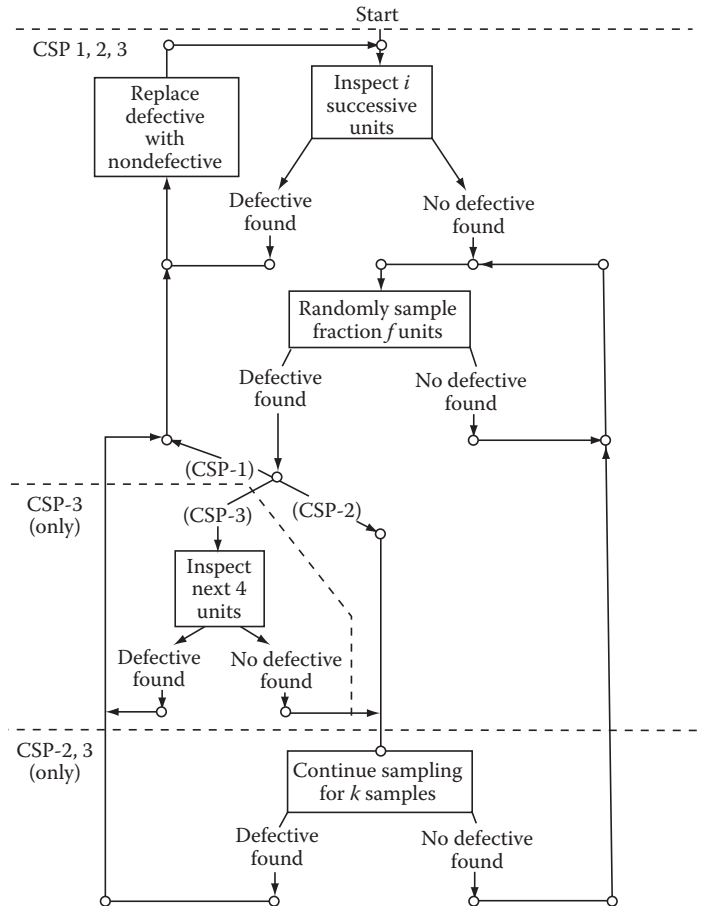 Start
CSP 1, 2, 3
Replace
defective
with
nondefective
Inspect i
successive
units
Defective
found
No defective
found
Randomly sample
fraction f units
Defective
found
No defective
found
(CSP-1)
CSP-3
(only)
(CSP-3)
(CSP-2)
Inspect
next 4
units
Defective
found
No defective
found
CSP-2, 3
(only)
Continue sampling
for k samples
Defective
found
No defective
found